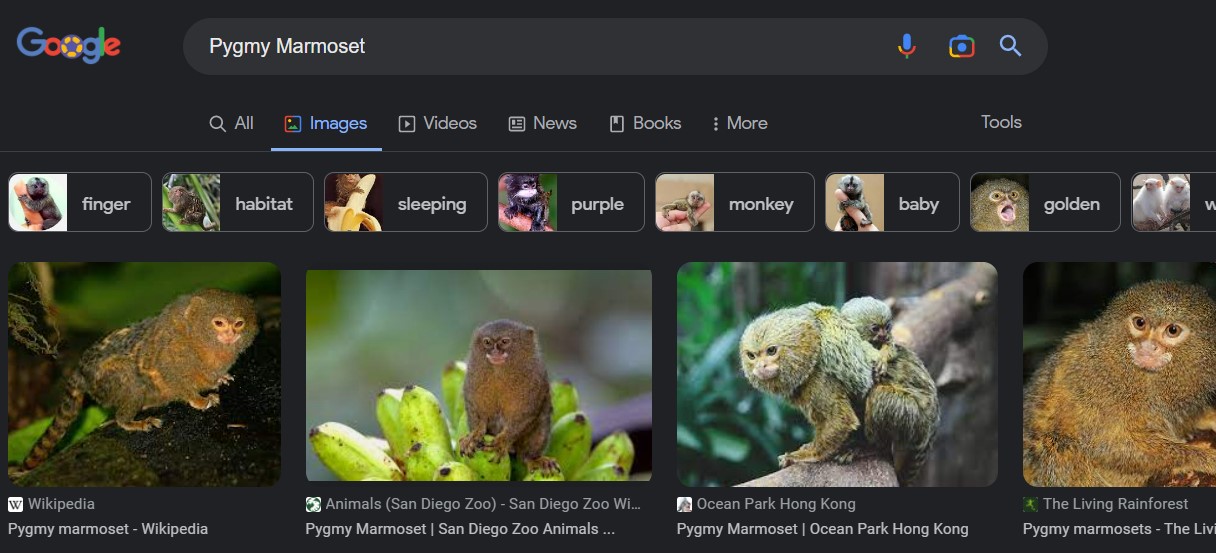 Google
Pygmy Marmoset
All Images Videos News Books More Tools
finger habitat sleeping purple monkey baby golden
Wikipedia
Pygmy marmoset - Wikipedia
Animals (San Diego Zoo) - San Diego Zoo Wi...
Pygmy Marmoset | San Diego Zoo Animals ...
Ocean Park Hong Kong
Pygmy Marmoset | Ocean Park Hong Kong
The Living Rainforest
Pygmy marmosets - The Livi